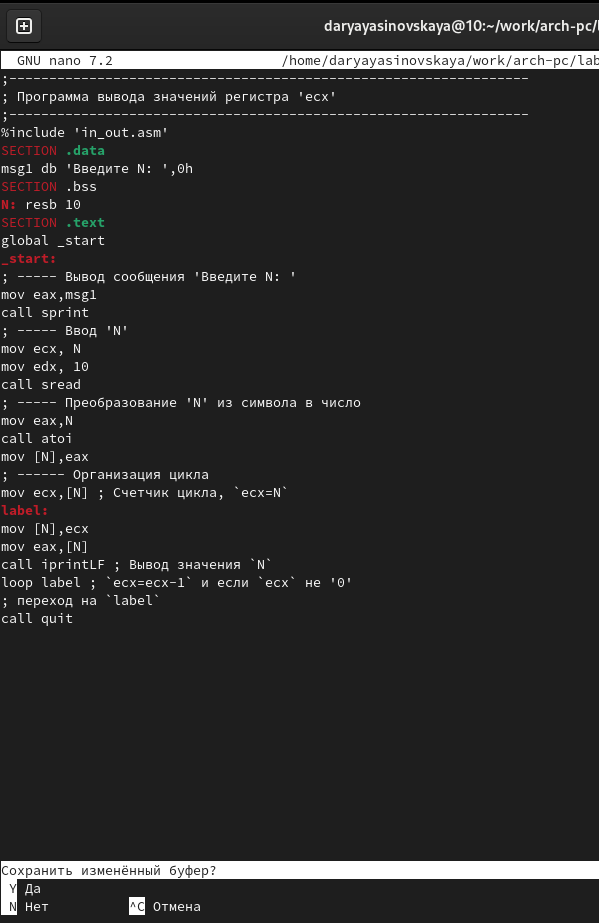 daryayasinovskaya@10:~/work/arch-pc/l
GNU nano 7.2 /home/daryayasinovskaya/work/arch-pc/lab
;-----------------------------------------------------------------
; Программа вывода значений регистра 'ecx'
;-----------------------------------------------------------------
%include 'in_out.asm'
SECTION .data
msg1 db 'Введите N: ',0h
SECTION .bss
N: resb 10
SECTION .text
global _start
_start:
; ----- Вывод сообщения 'Введите N: '
mov eax,msg1
call sprint
; ----- Ввод 'N'
mov ecx, N
mov edx, 10
call sread
; ----- Преобразование 'N' из символа в число
mov eax,N
call atoi
mov [N],eax
; ------ Организация цикла
mov ecx,[N] ; Счетчик цикла, `ecx=N`
label:
mov [N],ecx
mov eax,[N]
call iprintLF ; Вывод значения `N`
loop label ; `ecx=ecx-1` и если `ecx` не '0'
; переход на `label`
call quit
Сохранить изменённый буфер?
Y Да
N Нет ^C Отмена